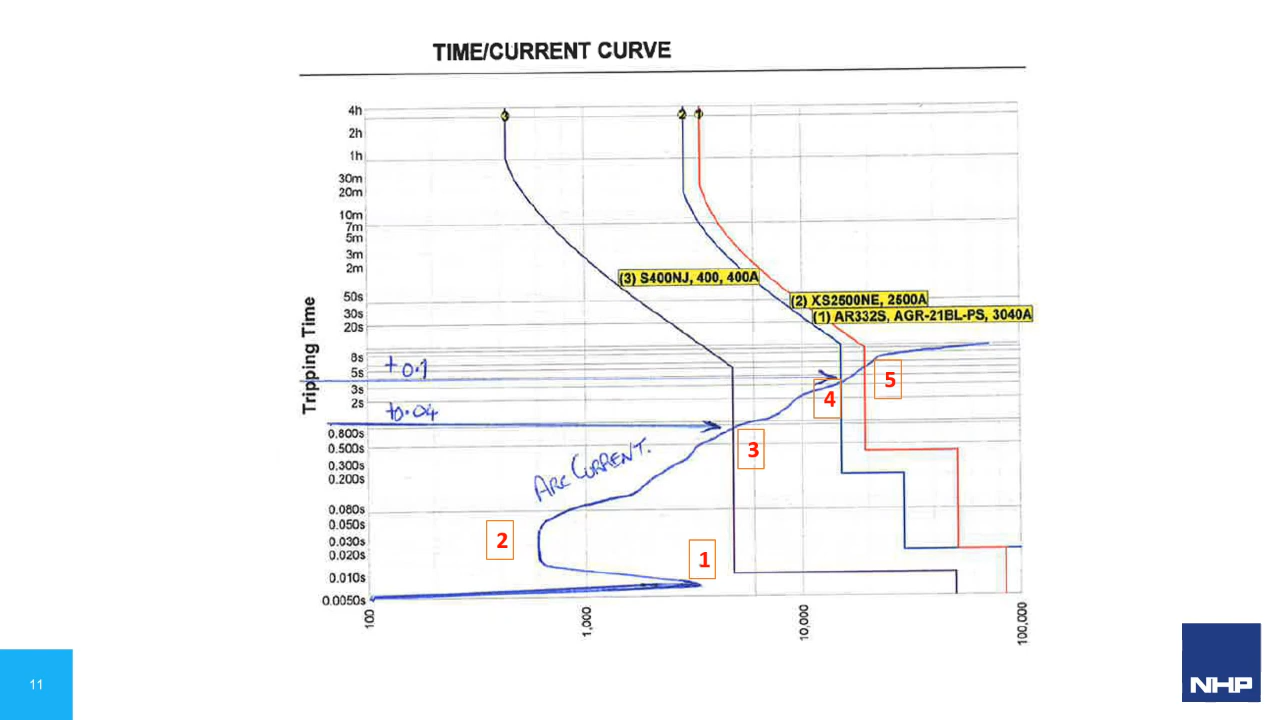 TIME/CURRENT CURVE
Tripping Time
4h
2h
1h
30m
20m
10m
7m
5m
3m
2m
50s
30s
20s
8s
5s
3s
2s
0.800s
0.500s
0.300s
0.200s
0.080s
0.050s
0.030s
0.020s
0.010s
0.0050s
3
2
1
(3) S400NJ, 400, 400A
(2) XS2500NE, 2500A
(1) AR332S, AGR-21BL-PS, 3040A
+0.1
+0.04
ARC CURRENT.
5
4
3
2
1
100
1,000
10,000
100,000
11
NHP